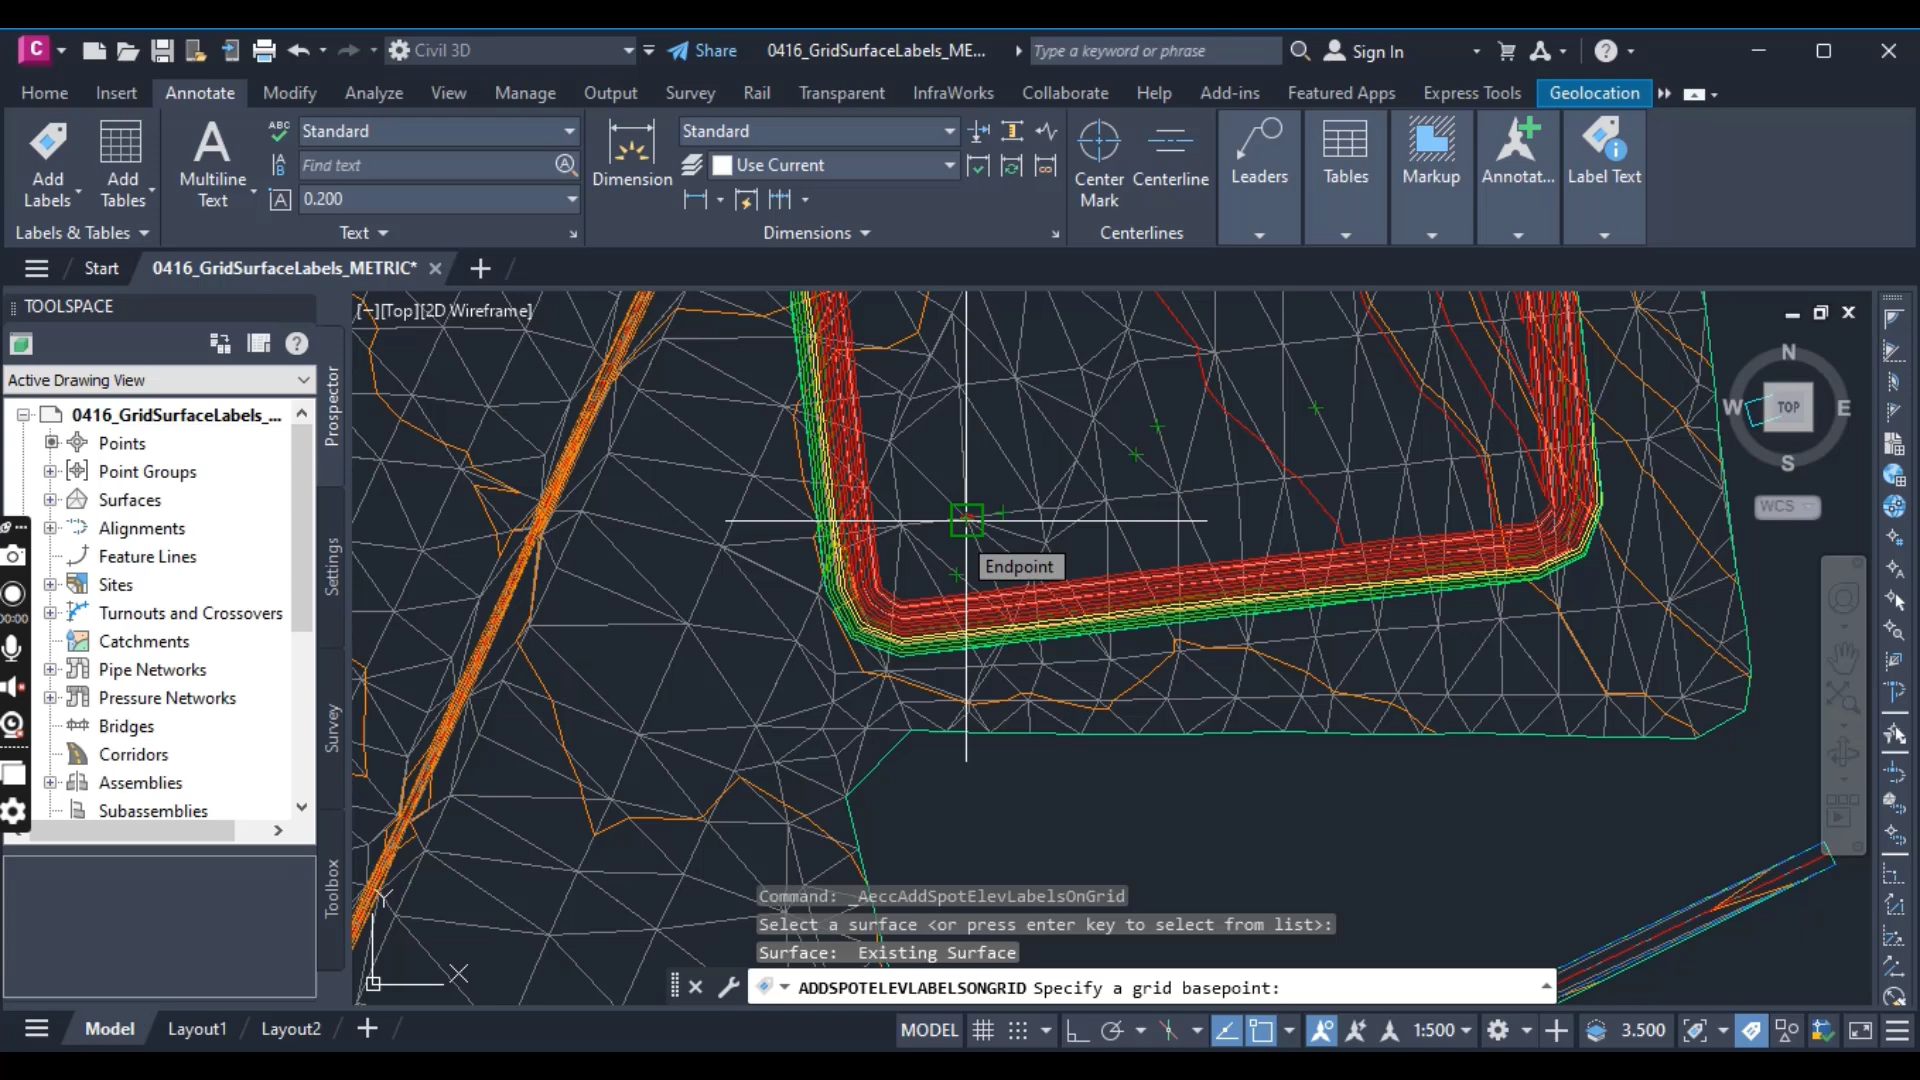 C
Civil 3D
Share
0416_GridSurfaceLabels_ME...
Type a keyword or phrase
Sign In
Home
Insert
Annotate
Modify
Analyze
View
Manage
Output
Survey
Rail
Transparent
InfraWorks
Collaborate
Help
Add-ins
Featured Apps
Express Tools
Geolocation
Add Labels
Add Tables
Labels & Tables
Multiline Text
ABC
Standard
Find text
0.200
Text
Dimension
Standard
Use Current
Dimensions
Center Mark
Centerline
Centerlines
Leaders
Tables
Markup
Annotat...
Label Text
Start
0416_GridSurfaceLabels_METRIC*
TOOLSPACE
Active Drawing View
0416_GridSurfaceLabels_...
Points
Point Groups
Surfaces
Alignments
Feature Lines
Sites
Turnouts and Crossovers
Catchments
Pipe Networks
Pressure Networks
Bridges
Corridors
Assemblies
Subassemblies
00:00
Prospector
Settings
Survey
Toolbox
[−][Top][2D Wireframe]
N
W
TOP
E
S
WCS
Endpoint
Y
X
Command: _AeccAddSpotElevLabelsOnGrid
Select a surface <or press enter key to select from list>:
Surface: Existing Surface
ADDSPOTELEVLABELSONGRID Specify a grid basepoint:
Model
Layout1
Layout2
MODEL
1:500
3.500